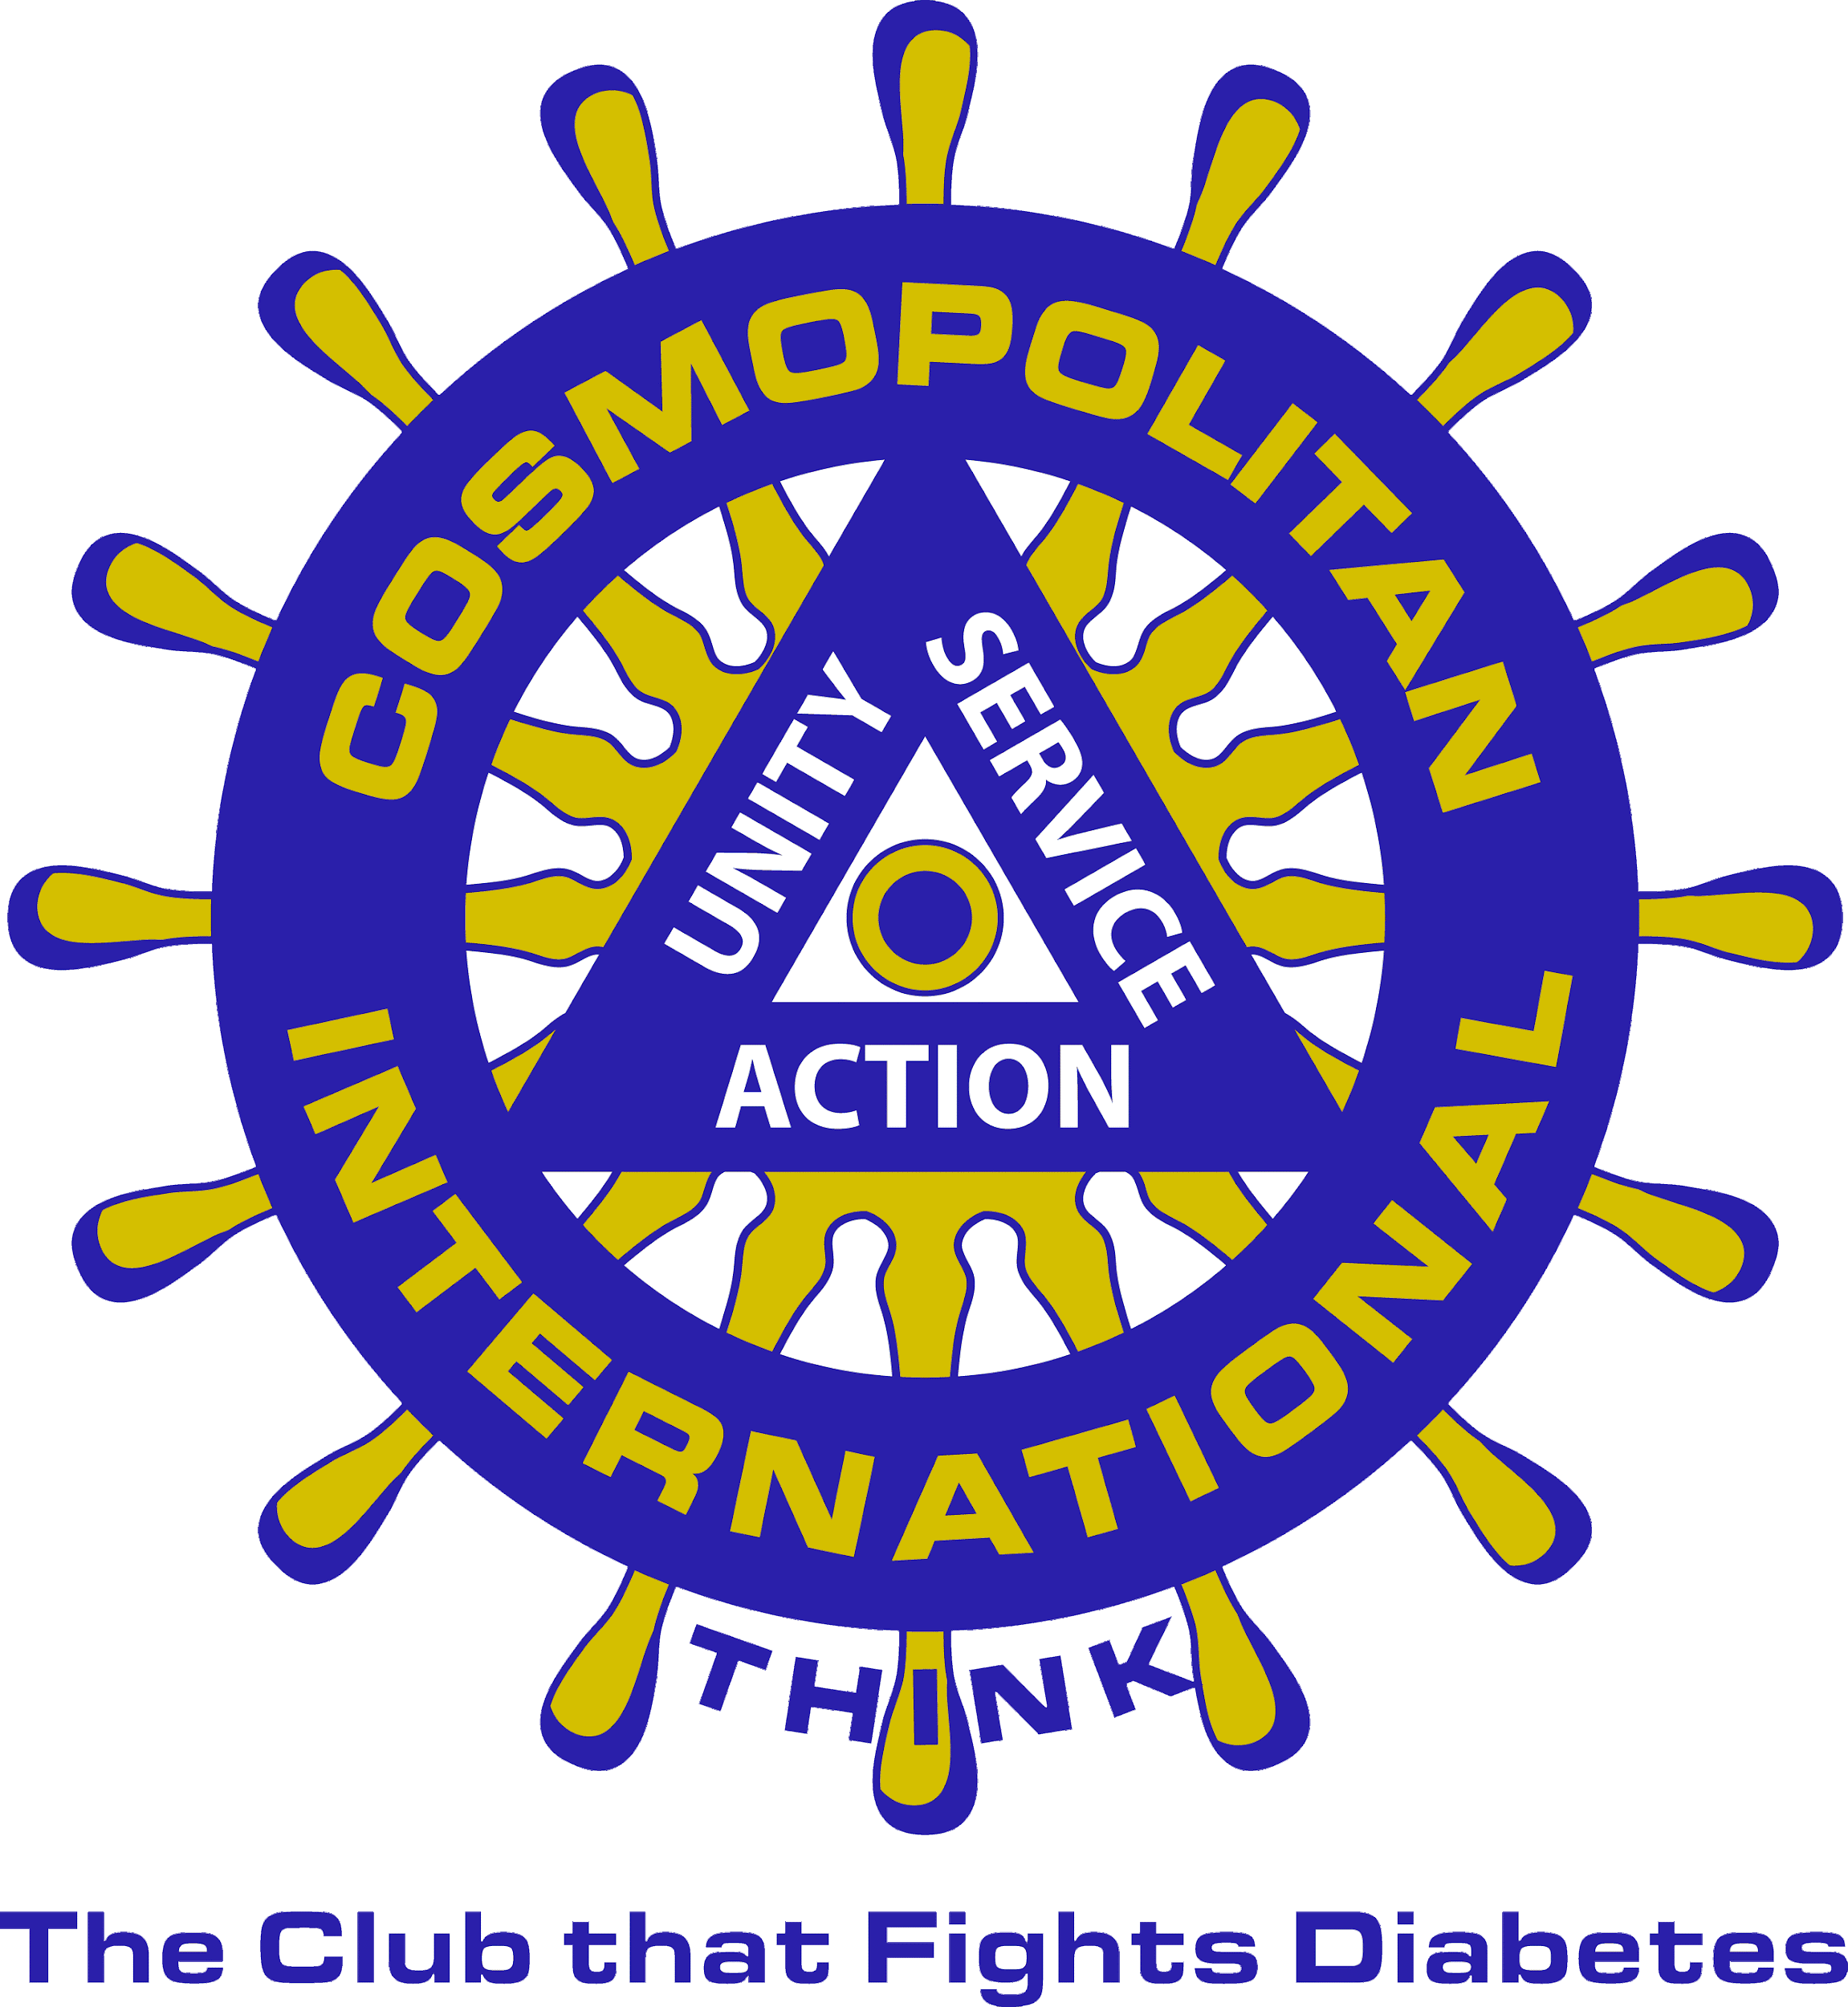 COSMOPOLITAN
UNITY
SERVICE
ACTION
INTERNATIONAL
THINK
The Club that Fights Diabetes